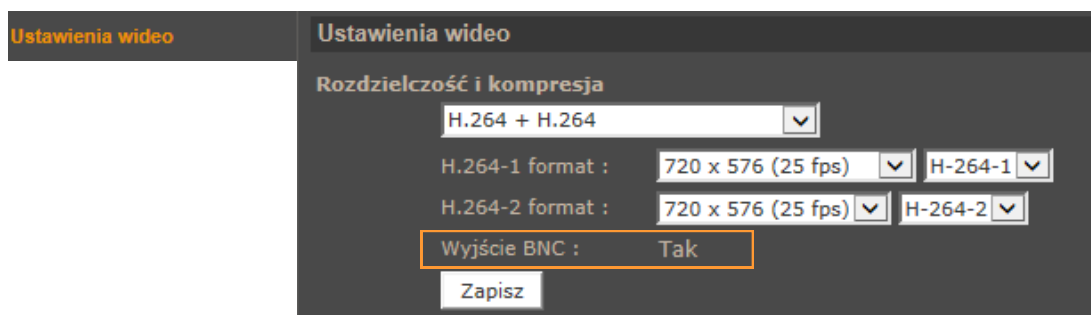 Ustawienia wideo
Ustawienia wideo
Rozdzielczość i kompresja
H.264 + H.264
H.264-1 format : 720 x 576 (25 fps) H-264-1
H.264-2 format : 720 x 576 (25 fps) H-264-2
Wyjście BNC : Tak
Zapisz